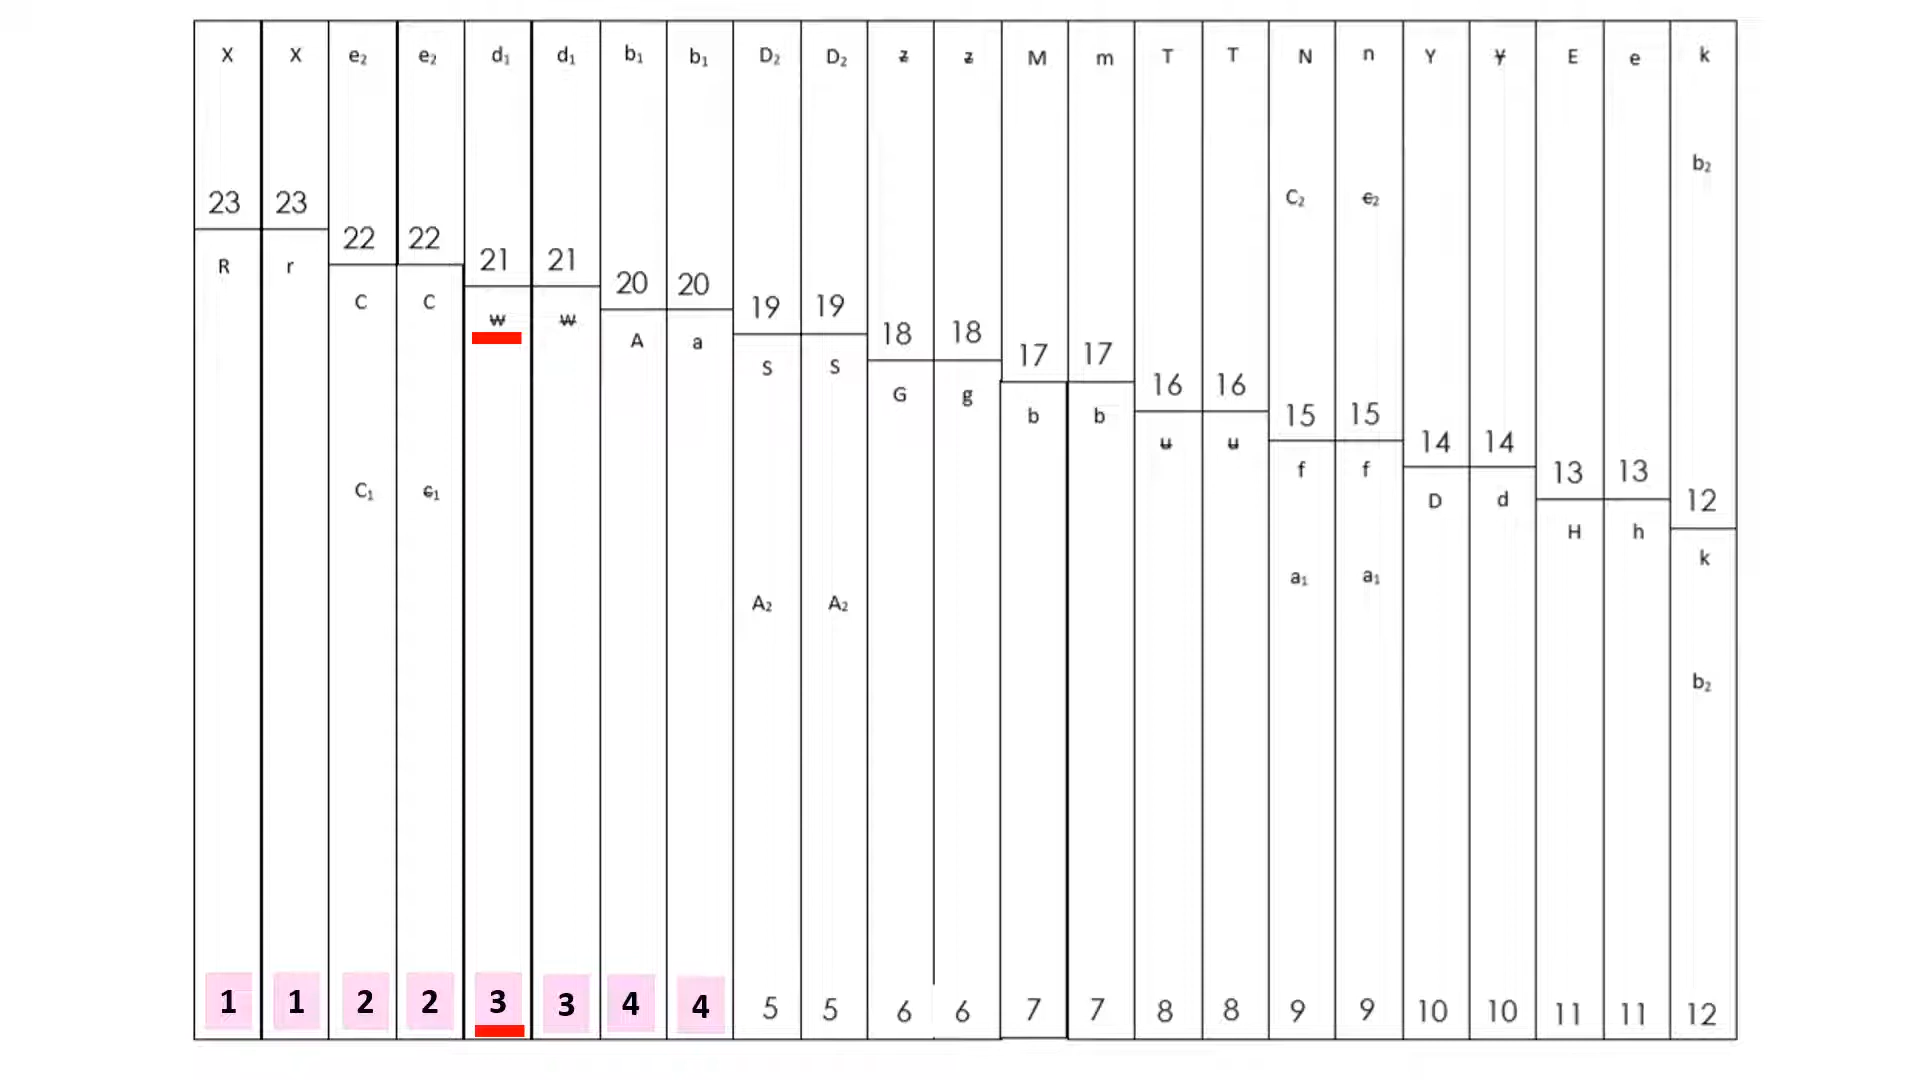 X X e₂ e₂ d₁ d₁ b₁ b₁ D₂ D₂ z̶ z̶ M m T T N n Y y̶ E e k
b₂
C₂ c̶₂
23 23
22 22
21 21
R r
20 20
C C
19 19
w̶ w̶
18 18
A a
17 17
S S
16 16
G g
15 15
b b
14 14
u̶ u̶
13 13
f f
C₁ c̶₁
12
D d
H h
k
a₁ a₁
A₂ A₂
b₂
1 1 2 2 3 3 4 4 5 5 6 6 7 7 8 8 9 9 10 10 11 11 12